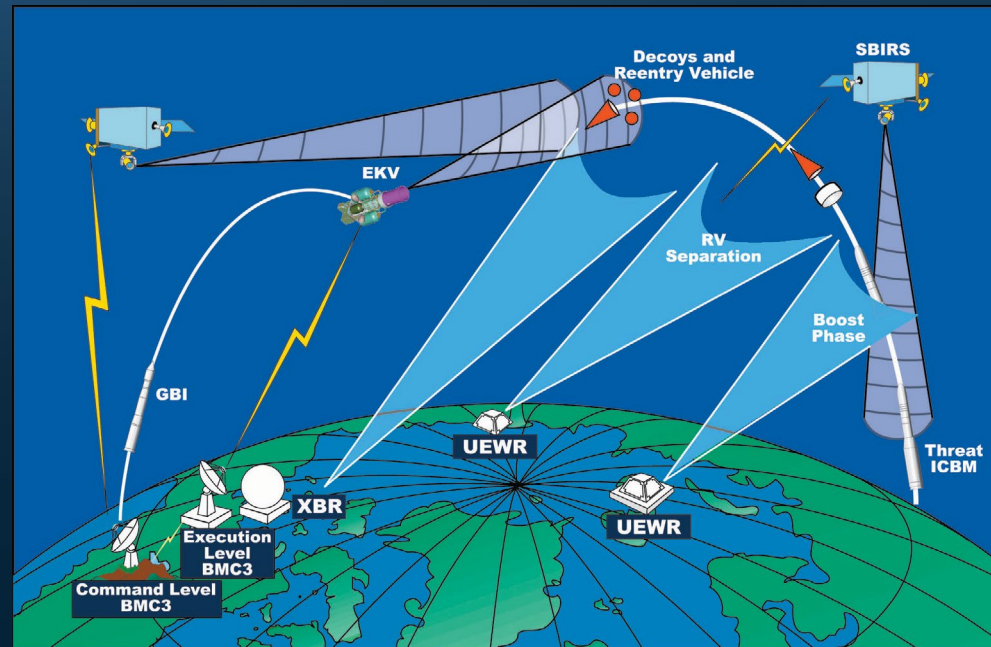 SBIRS
Decoys and
Reentry Vehicle
EKV
RV
Separation
Boost
Phase
GBI
UEWR
Threat
ICBM
XBR
UEWR
Execution
Level
BMC3
Command Level
BMC3